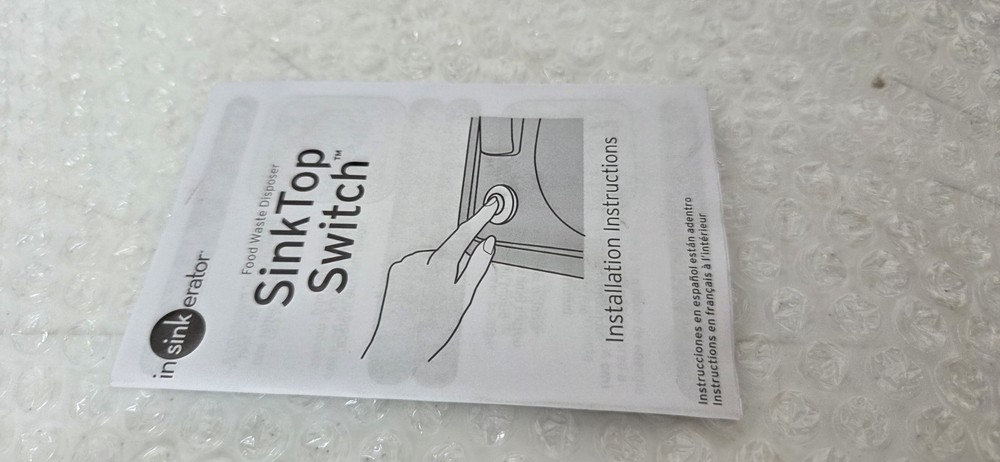 insinkerator®
Food Waste Disposer
SinkTop
Switch™
Installation Instructions
Instrucciones en español están adentro
Instructions en français à l'intérieur